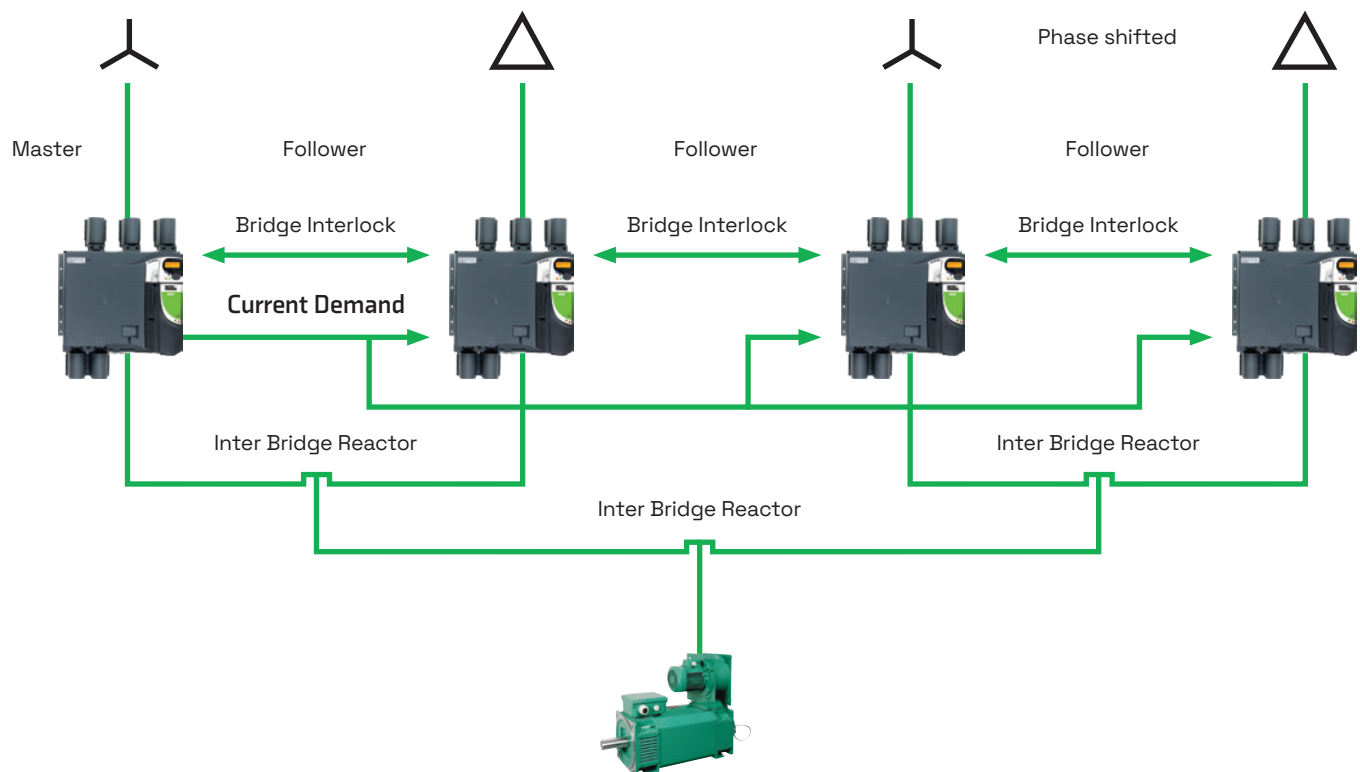 Phase shifted
Master
Follower
Follower
Follower
Bridge Interlock
Bridge Interlock
Bridge Interlock
Current Demand
Inter Bridge Reactor
Inter Bridge Reactor
Inter Bridge Reactor